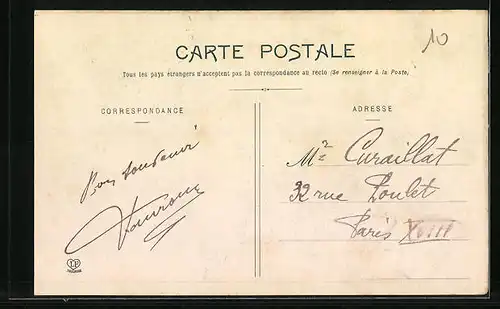 10
CARTE POSTALE
Tous les pays étrangers n'acceptent pas la correspondance au recto (Se renseigner à la Poste)
CORRESPONDANCE
ADRESSE
Bon souvenir
Mr Curaillat
32 rue Poulet
Paris XVIII
LP